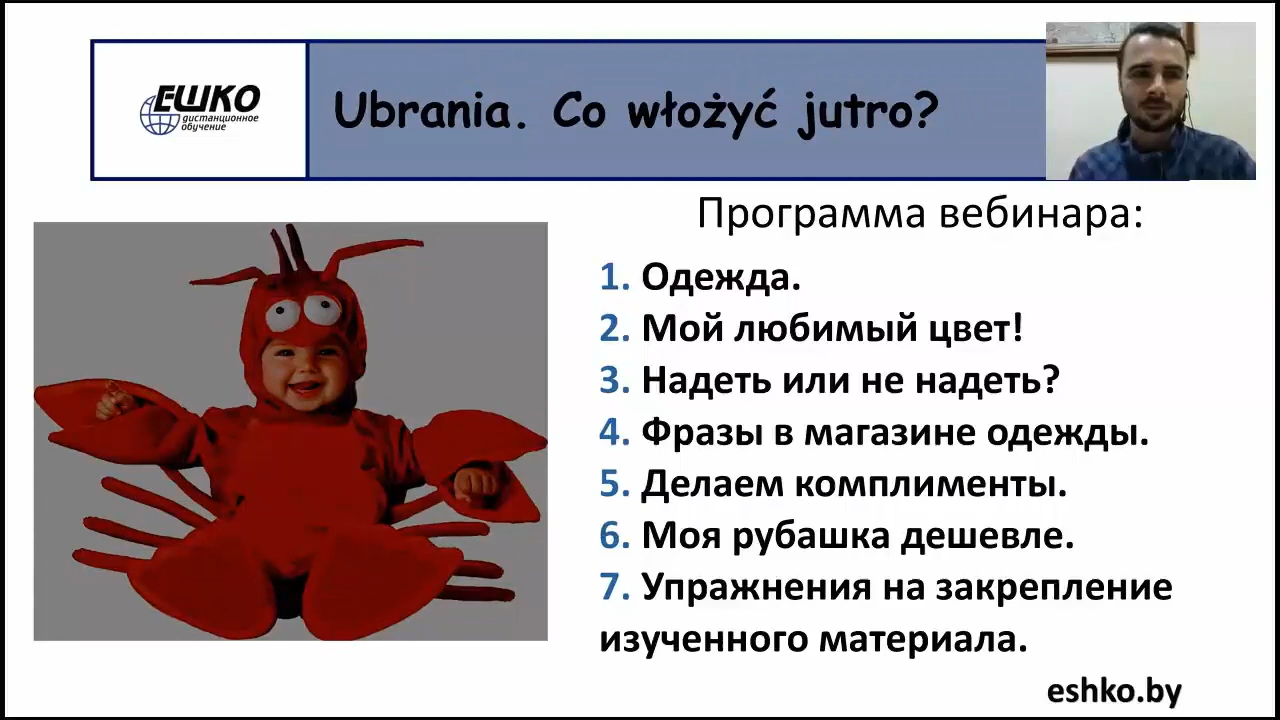 ЕШКО
дистанционное
обучение
Ubrania. Co włożyć jutro?
Программа вебинара:
1. Одежда.
2. Мой любимый цвет!
3. Надеть или не надеть?
4. Фразы в магазине одежды.
5. Делаем комплименты.
6. Моя рубашка дешевле.
7. Упражнения на закрепление
изученного материала.
eshko.by